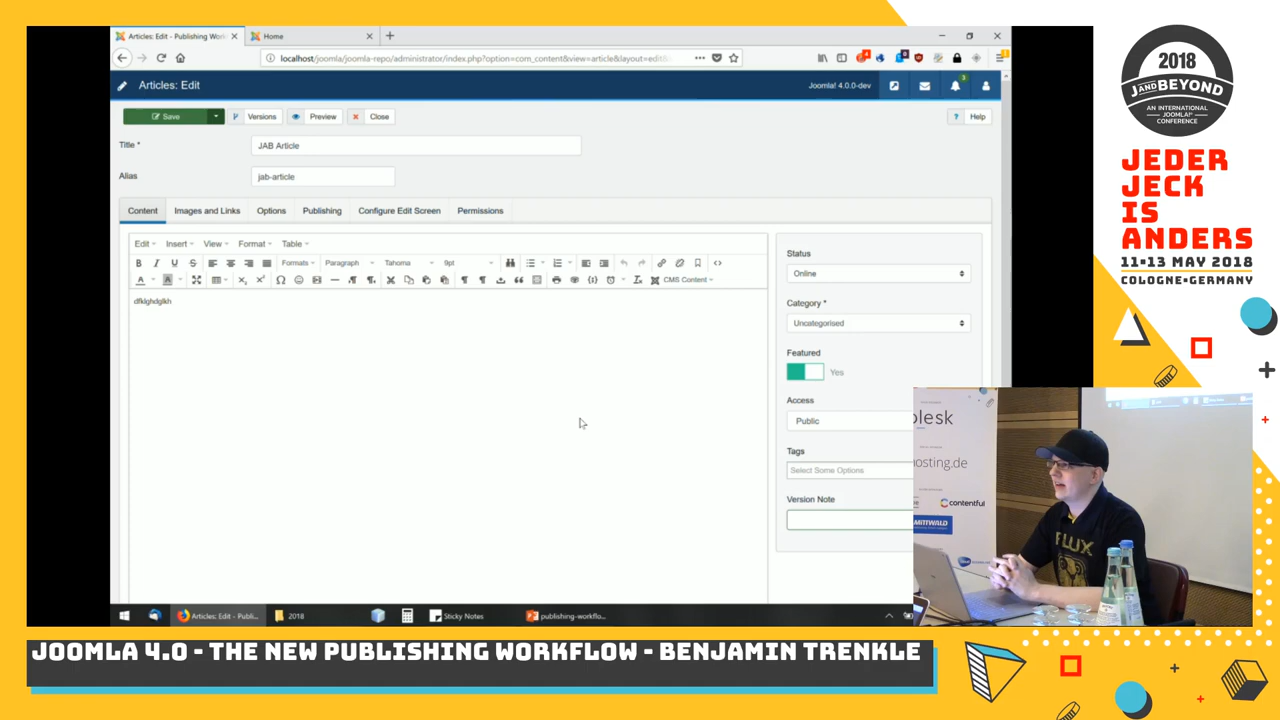 Articles: Edit - Publishing Work
Home
localhost/joomla/joomla-repo/administrator/index.php?option=com_content&view=article&layout=edit&
Articles: Edit
Joomla! 4.0.0-dev
3
Save
Versions
Preview
Close
Help
Title *
JAB Article
Alias
jab-article
Content
Images and Links
Options
Publishing
Configure Edit Screen
Permissions
Edit
Insert
View
Format
Table
Formats
Paragraph
Tahoma
9pt
CMS Content
Status
Online
Category *
Uncategorised
Featured
Yes
Access
Public
Tags
Select Some Options
Version Note
Articles: Edit - Publi...
2018
Sticky Notes
publishing-workflo...
lesk
osting.de
contentful
MITTWALD
FLUX
2018
J AND BEYOND
AN INTERNATIONAL
JOOMLA!
CONFERENCE
JEDER
JECK
IS
ANDERS
11-13 MAY 2018
COLOGNE•GERMANY
JOOMLA 4.0 - THE NEW PUBLISHING WORKFLOW - BENJAMIN TRENKLE